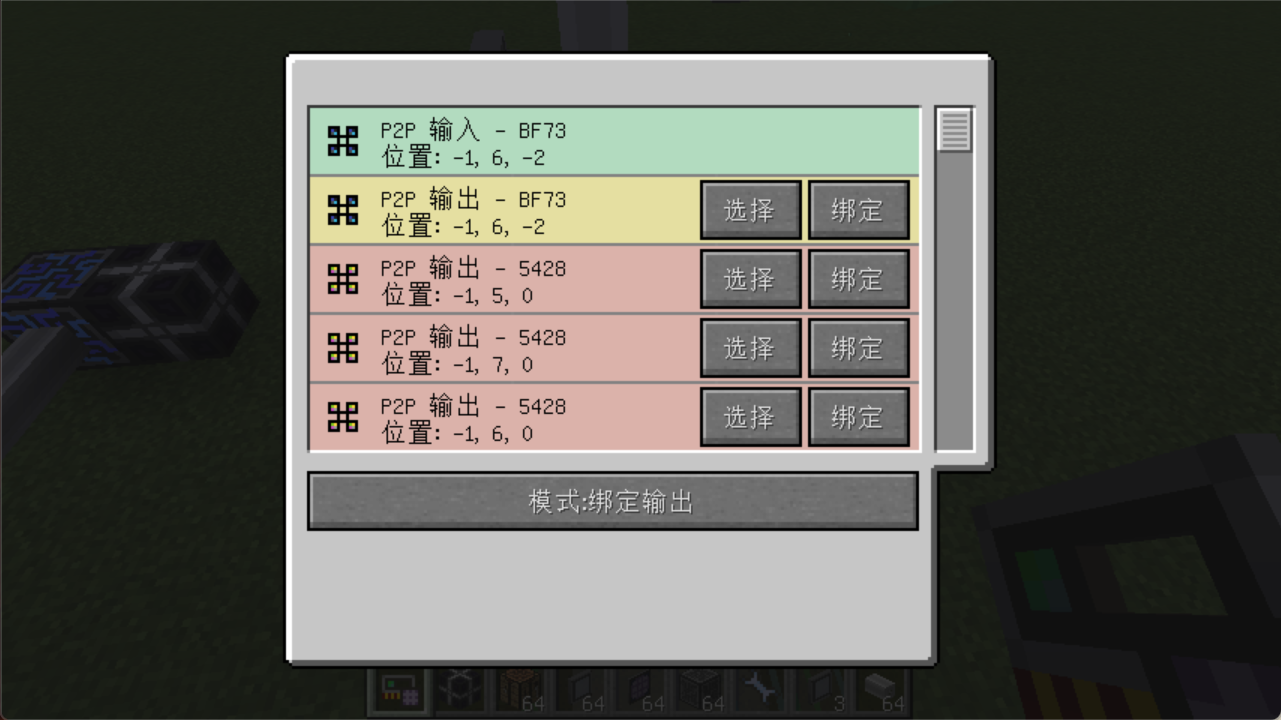 P2P 输入 - BF73
位置: -1, 6, -2
P2P 输出 - BF73
位置: -1, 6, -2
选择 绑定
P2P 输出 - 5428
位置: -1, 5, 0
选择 绑定
P2P 输出 - 5428
位置: -1, 7, 0
选择 绑定
P2P 输出 - 5428
位置: -1, 6, 0
选择 绑定
模式:绑定输出
64 64 64 64 3 64